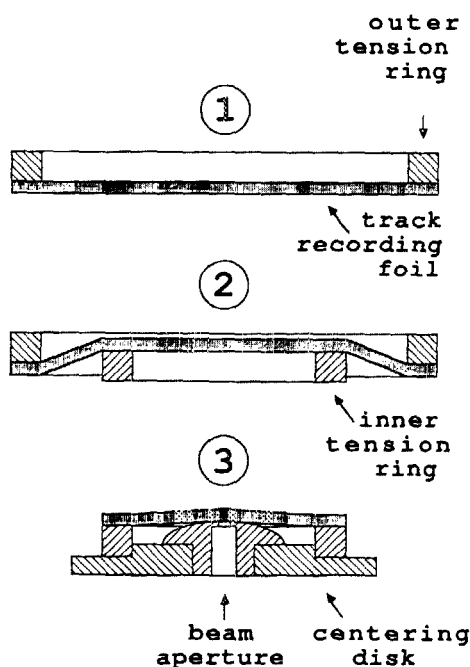 outer
tension
ring
1
track
recording
foil
2
inner
tension
ring
3
beam
aperture
centering
disk